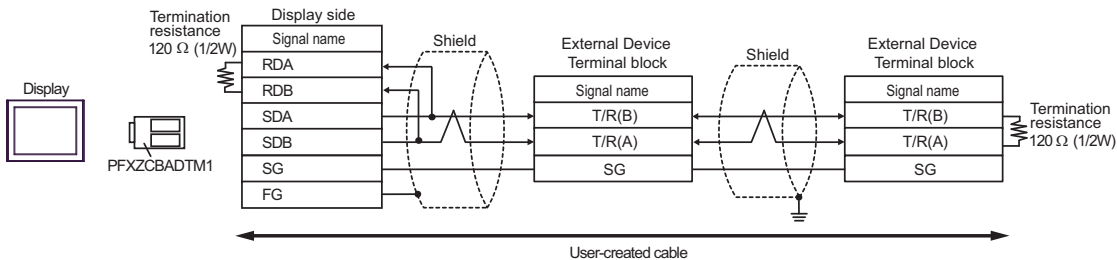 Termination
resistance
120 Ω (1/2W)
Display side
Signal name
RDA
RDB
SDA
SDB
SG
FG
Display
PFXZCBADTM1
Shield
External Device
Terminal block
Signal name
T/R(B)
T/R(A)
SG
Shield
External Device
Terminal block
Signal name
T/R(B)
T/R(A)
SG
Termination
resistance
120 Ω (1/2W)
User-created cable